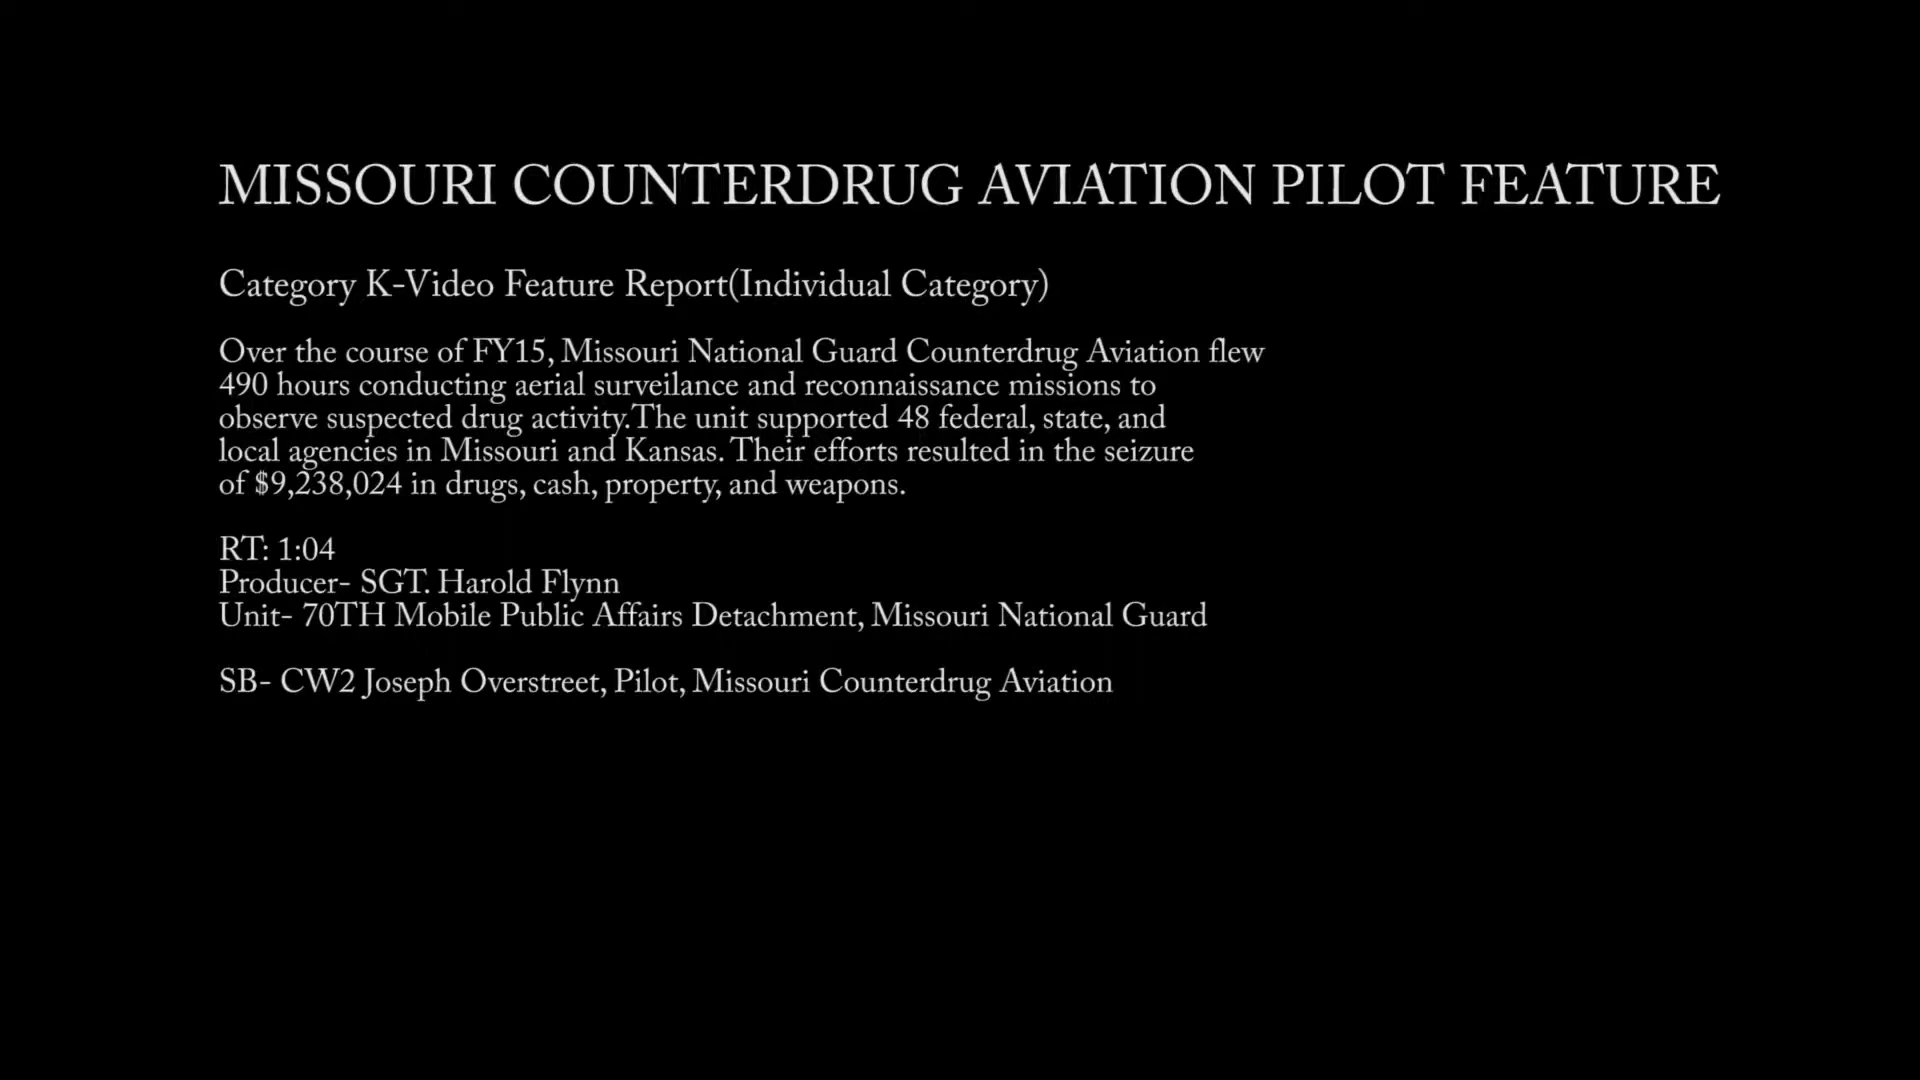 MISSOURI COUNTERDRUG AVIATION PILOT FEATURE
Category K-Video Feature Report(Individual Category)
Over the course of FY15, Missouri National Guard Counterdrug Aviation flew
490 hours conducting aerial surveilance and reconnaissance missions to
observe suspected drug activity.The unit supported 48 federal, state, and
local agencies in Missouri and Kansas. Their efforts resulted in the seizure
of $9,238,024 in drugs, cash, property, and weapons.
RT: 1:04
Producer- SGT. Harold Flynn
Unit- 70TH Mobile Public Affairs Detachment, Missouri National Guard
SB- CW2 Joseph Overstreet, Pilot, Missouri Counterdrug Aviation